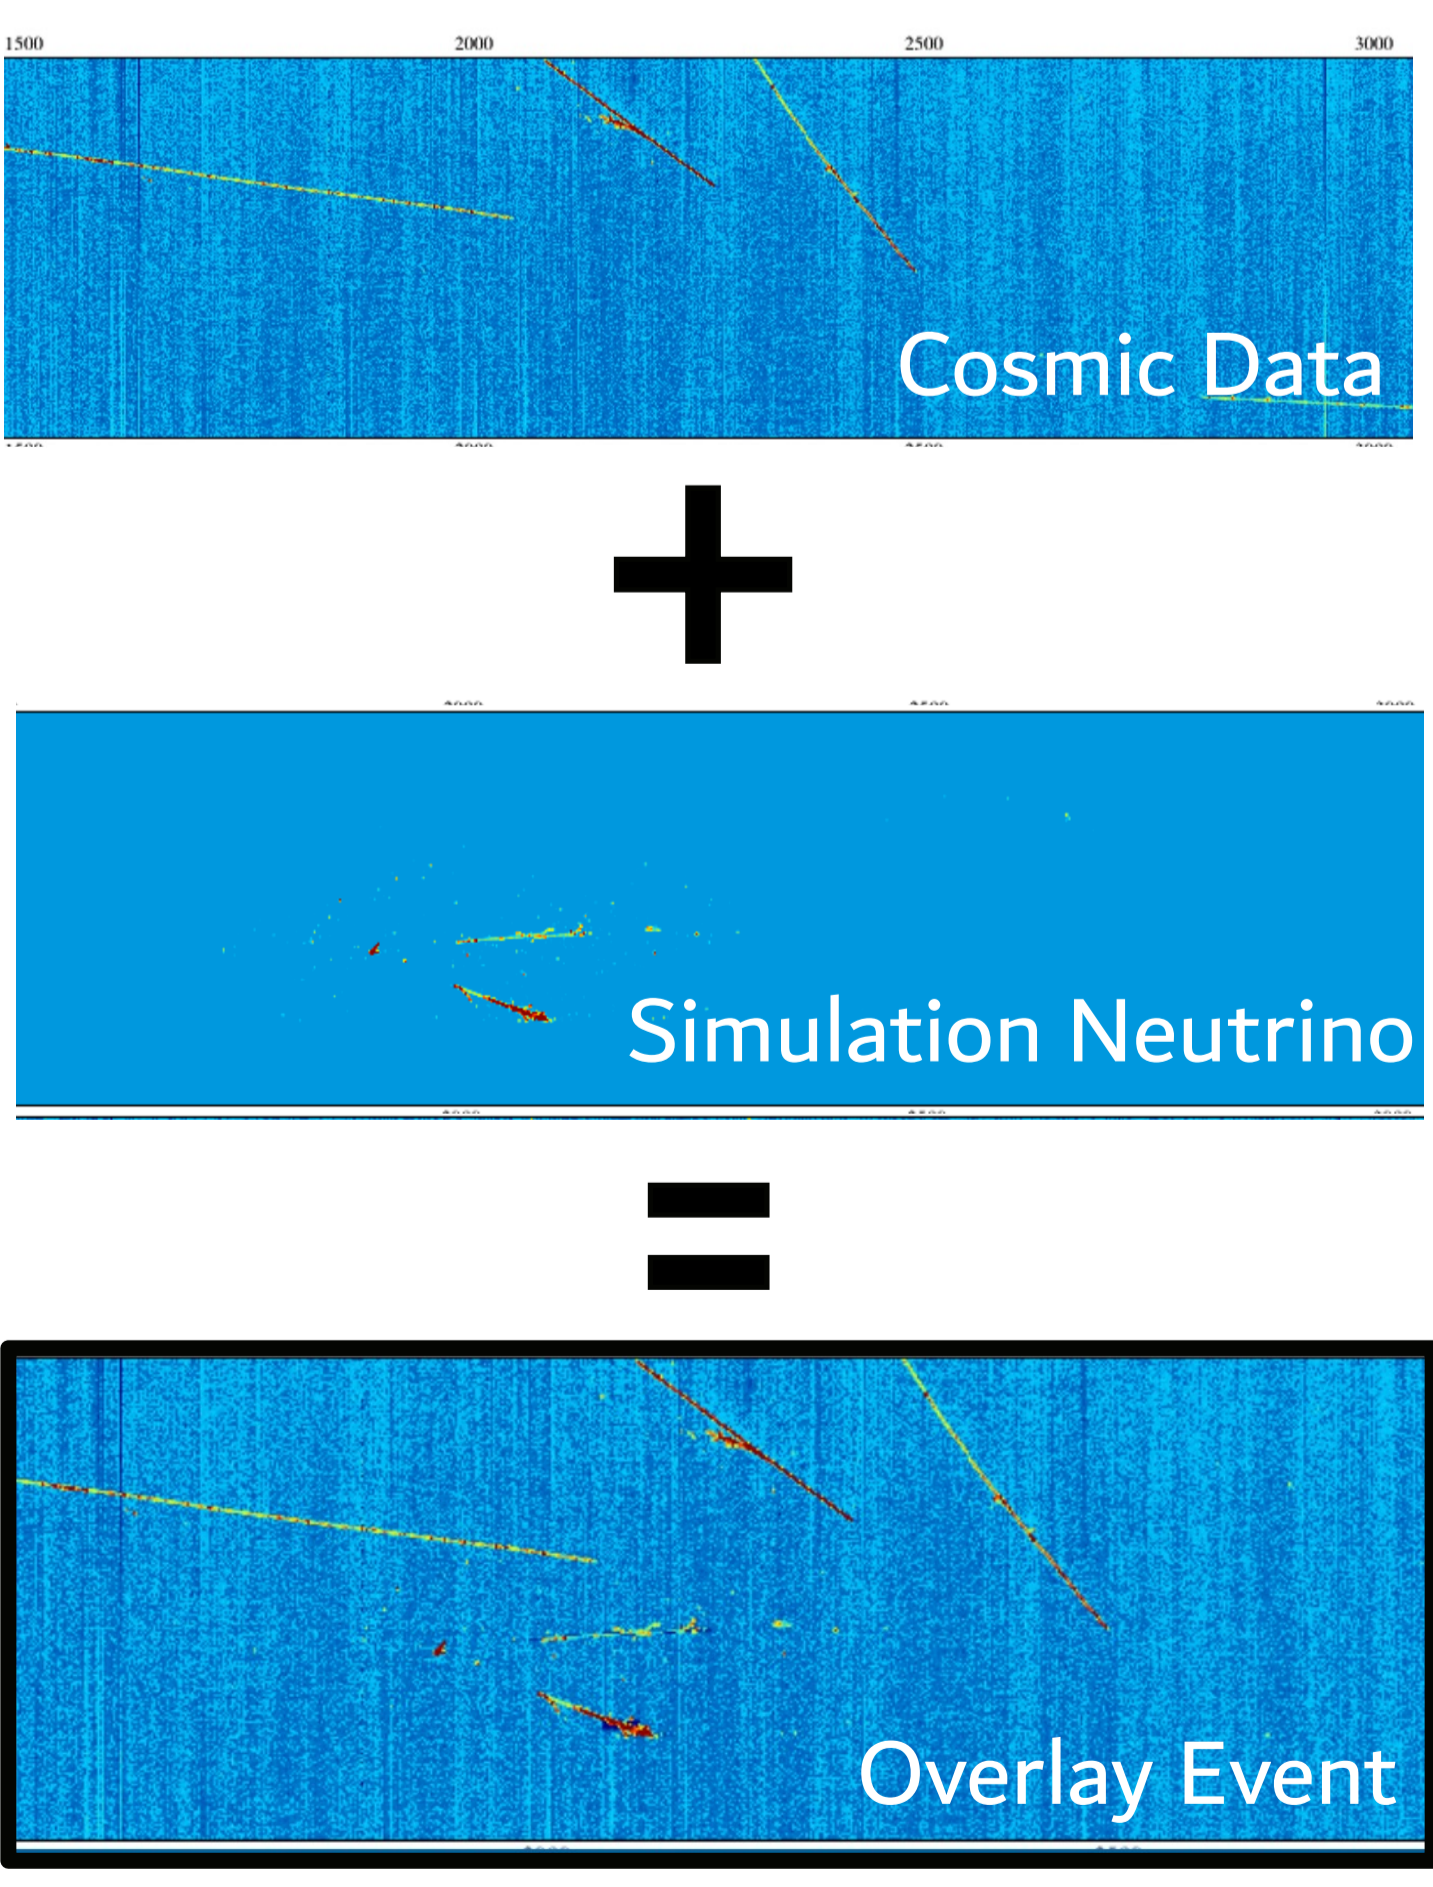 1500 2000 2500 3000
Cosmic Data
+
Simulation Neutrino
=
Overlay Event